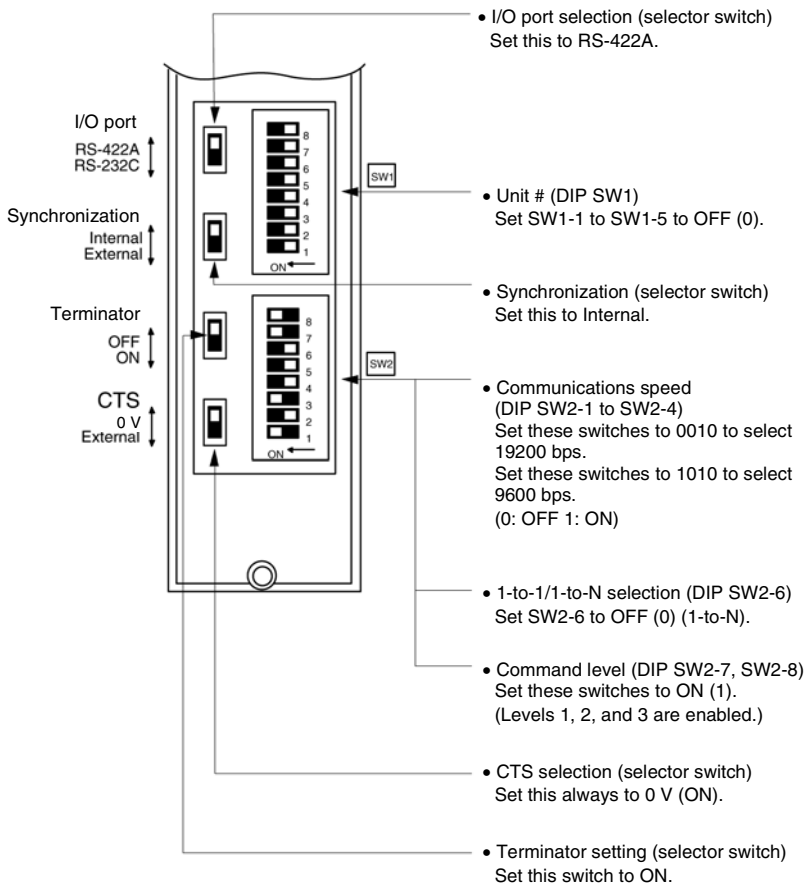 • I/O port selection (selector switch)
Set this to RS-422A.
I/O port
RS-422A
RS-232C
8
7
6
5
4
3
2
1
ON
SW1
• Unit # (DIP SW1)
Set SW1-1 to SW1-5 to OFF (0).
Synchronization
Internal
External
• Synchronization (selector switch)
Set this to Internal.
Terminator
OFF
ON
8
7
6
5
4
3
2
1
ON
SW2
CTS
0 V
External
• Communications speed
(DIP SW2-1 to SW2-4)
Set these switches to 0010 to select
19200 bps.
Set these switches to 1010 to select
9600 bps.
(0: OFF 1: ON)
• 1-to-1/1-to-N selection (DIP SW2-6)
Set SW2-6 to OFF (0) (1-to-N).
• Command level (DIP SW2-7, SW2-8)
Set these switches to ON (1).
(Levels 1, 2, and 3 are enabled.)
• CTS selection (selector switch)
Set this always to 0 V (ON).
• Terminator setting (selector switch)
Set this switch to ON.